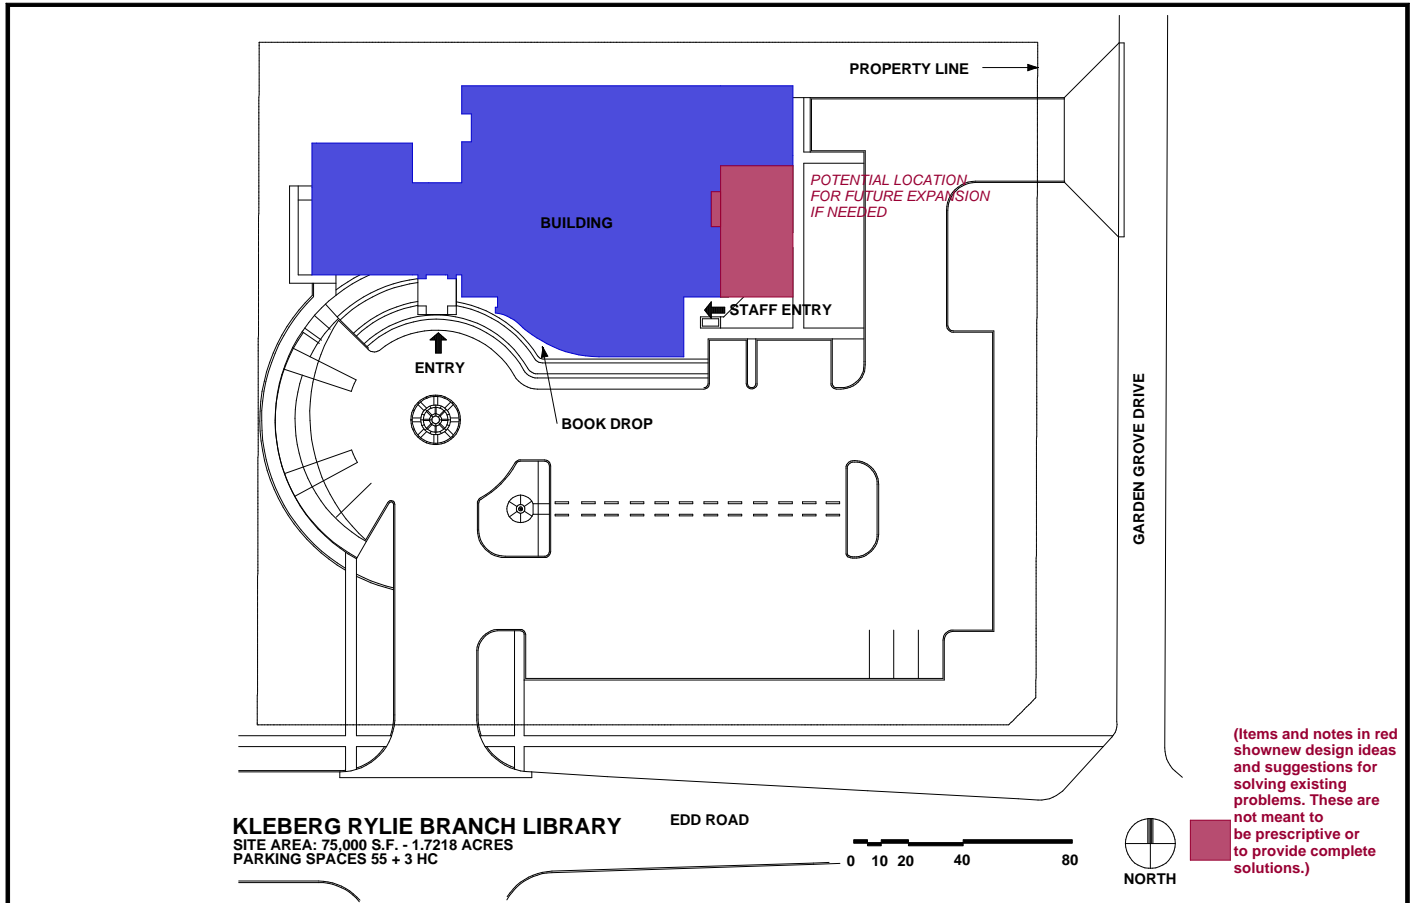 PROPERTY LINE
POTENTIAL LOCATION
FOR FUTURE EXPANSION
IF NEEDED
BUILDING
STAFF ENTRY
ENTRY
BOOK DROP
GARDEN GROVE DRIVE
(Items and notes in red
shownew design ideas
and suggestions for
solving existing
problems. These are
not meant to
be prescriptive or
to provide complete
solutions.)
KLEBERG RYLIE BRANCH LIBRARY
SITE AREA: 75,000 S.F. - 1.7218 ACRES
PARKING SPACES 55 + 3 HC
EDD ROAD
0 10 20 40 80
NORTH